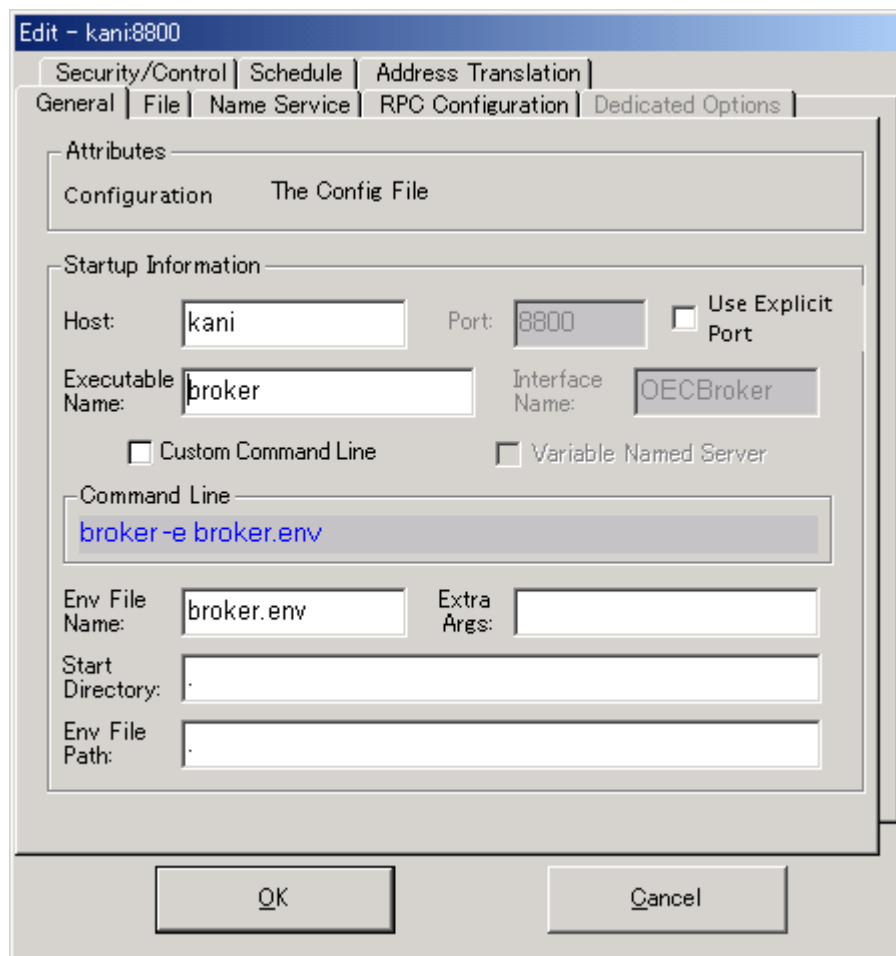 Edit - kani:8800
Security/Control Schedule Address Translation
General File Name Service RPC Configuration Dedicated Options
Attributes
Configuration The Config File
Startup Information
Host: kani Port: 8800 Use Explicit
Port
Executable
Name: broker Interface
Name: OECBroker
Custom Command Line Variable Named Server
Command Line
broker -e broker.env
Env File
Name: broker.env Extra
Args:
Start
Directory: .
Env File
Path: .
OK Cancel